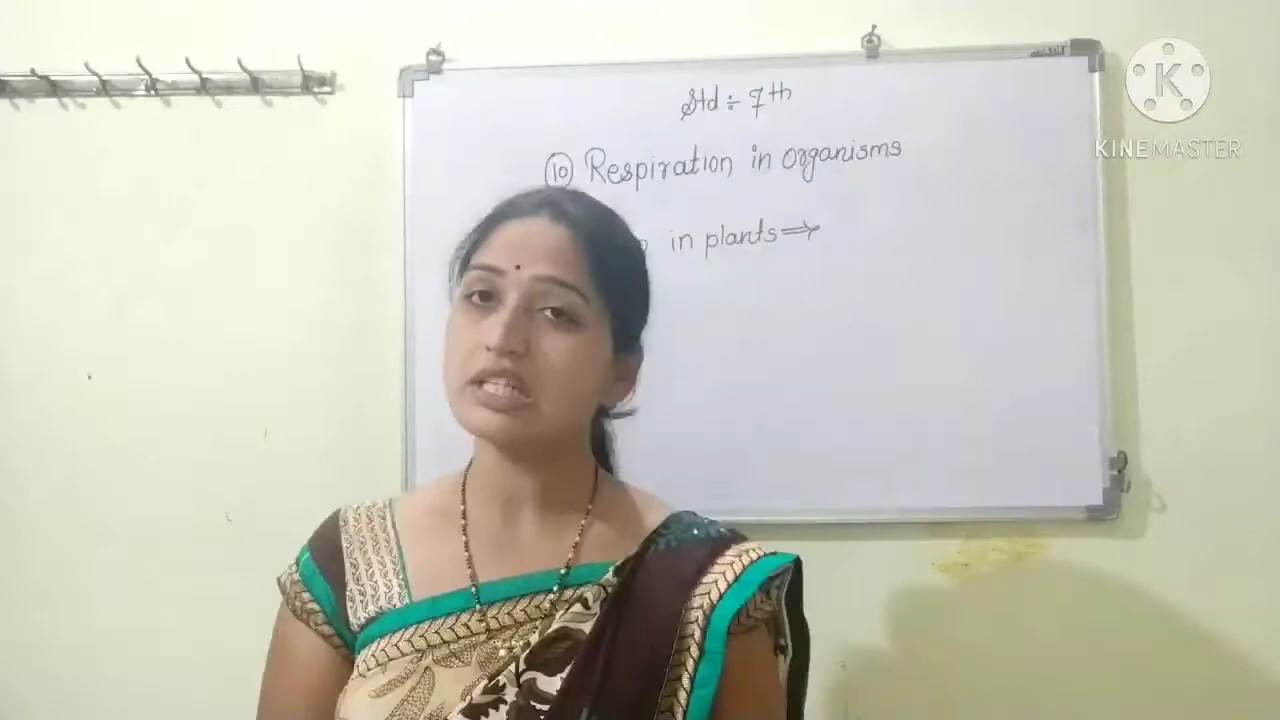 Std ÷ 7th
10 Respiration in organisms
in plants ⇒
K
KINEMASTER